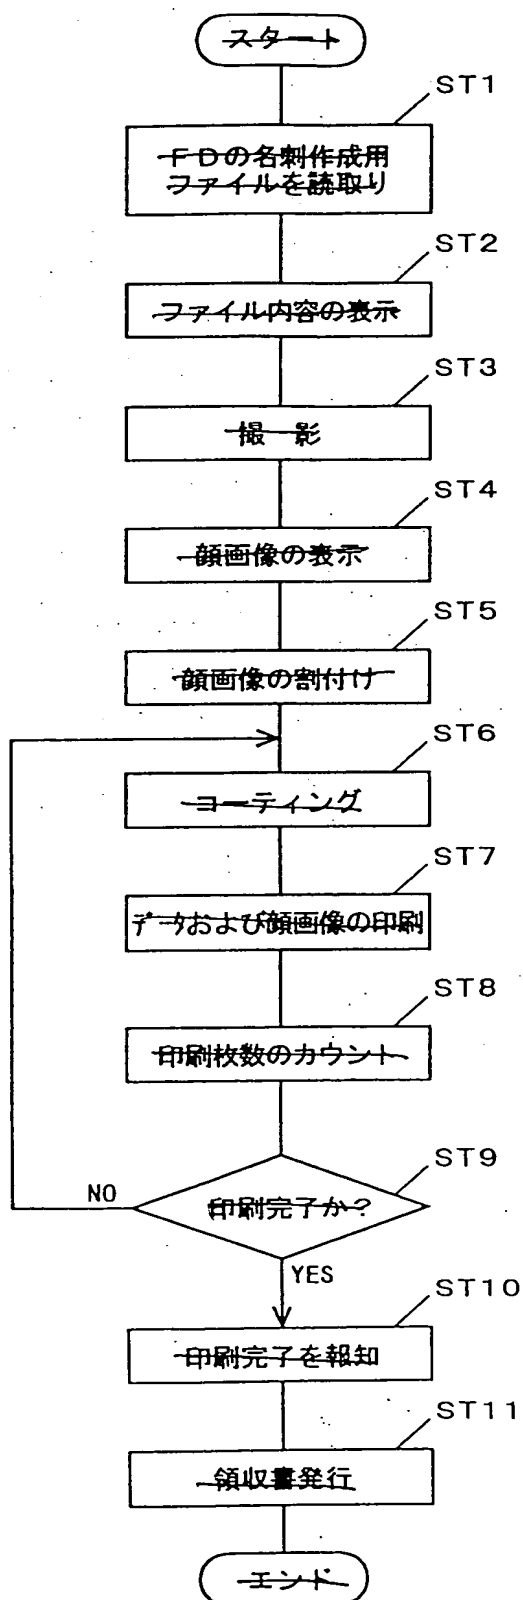 スタート
ST1
FDの名刺作成用
ファイルを読取り
ST2
ファイル内容の表示
ST3
撮 影
ST4
顔画像の表示
ST5
顔画像の割付け
ST6
コーティング
ST7
データおよび顔画像の印刷
ST8
印刷枚数のカウント
ST9
印刷完了か?
NO
YES
ST10
印刷完了を報知
ST11
領収書発行
エンド